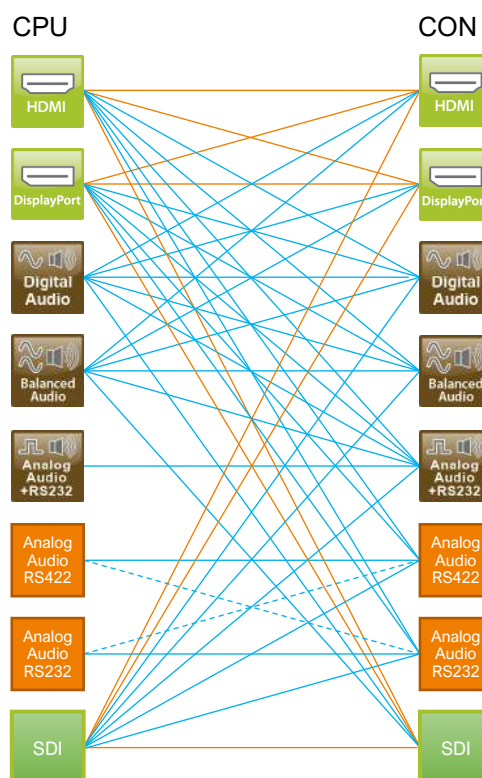 CPU
CON
HDMI
HDMI
DisplayPort
DisplayPort
Digital
Audio
Digital
Audio
Balanced
Audio
Balanced
Audio
Analog
Audio
+RS232
Analog
Audio
+RS232
Analog
Audio
RS422
Analog
Audio
RS422
Analog
Audio
RS232
Analog
Audio
RS232
SDI
SDI